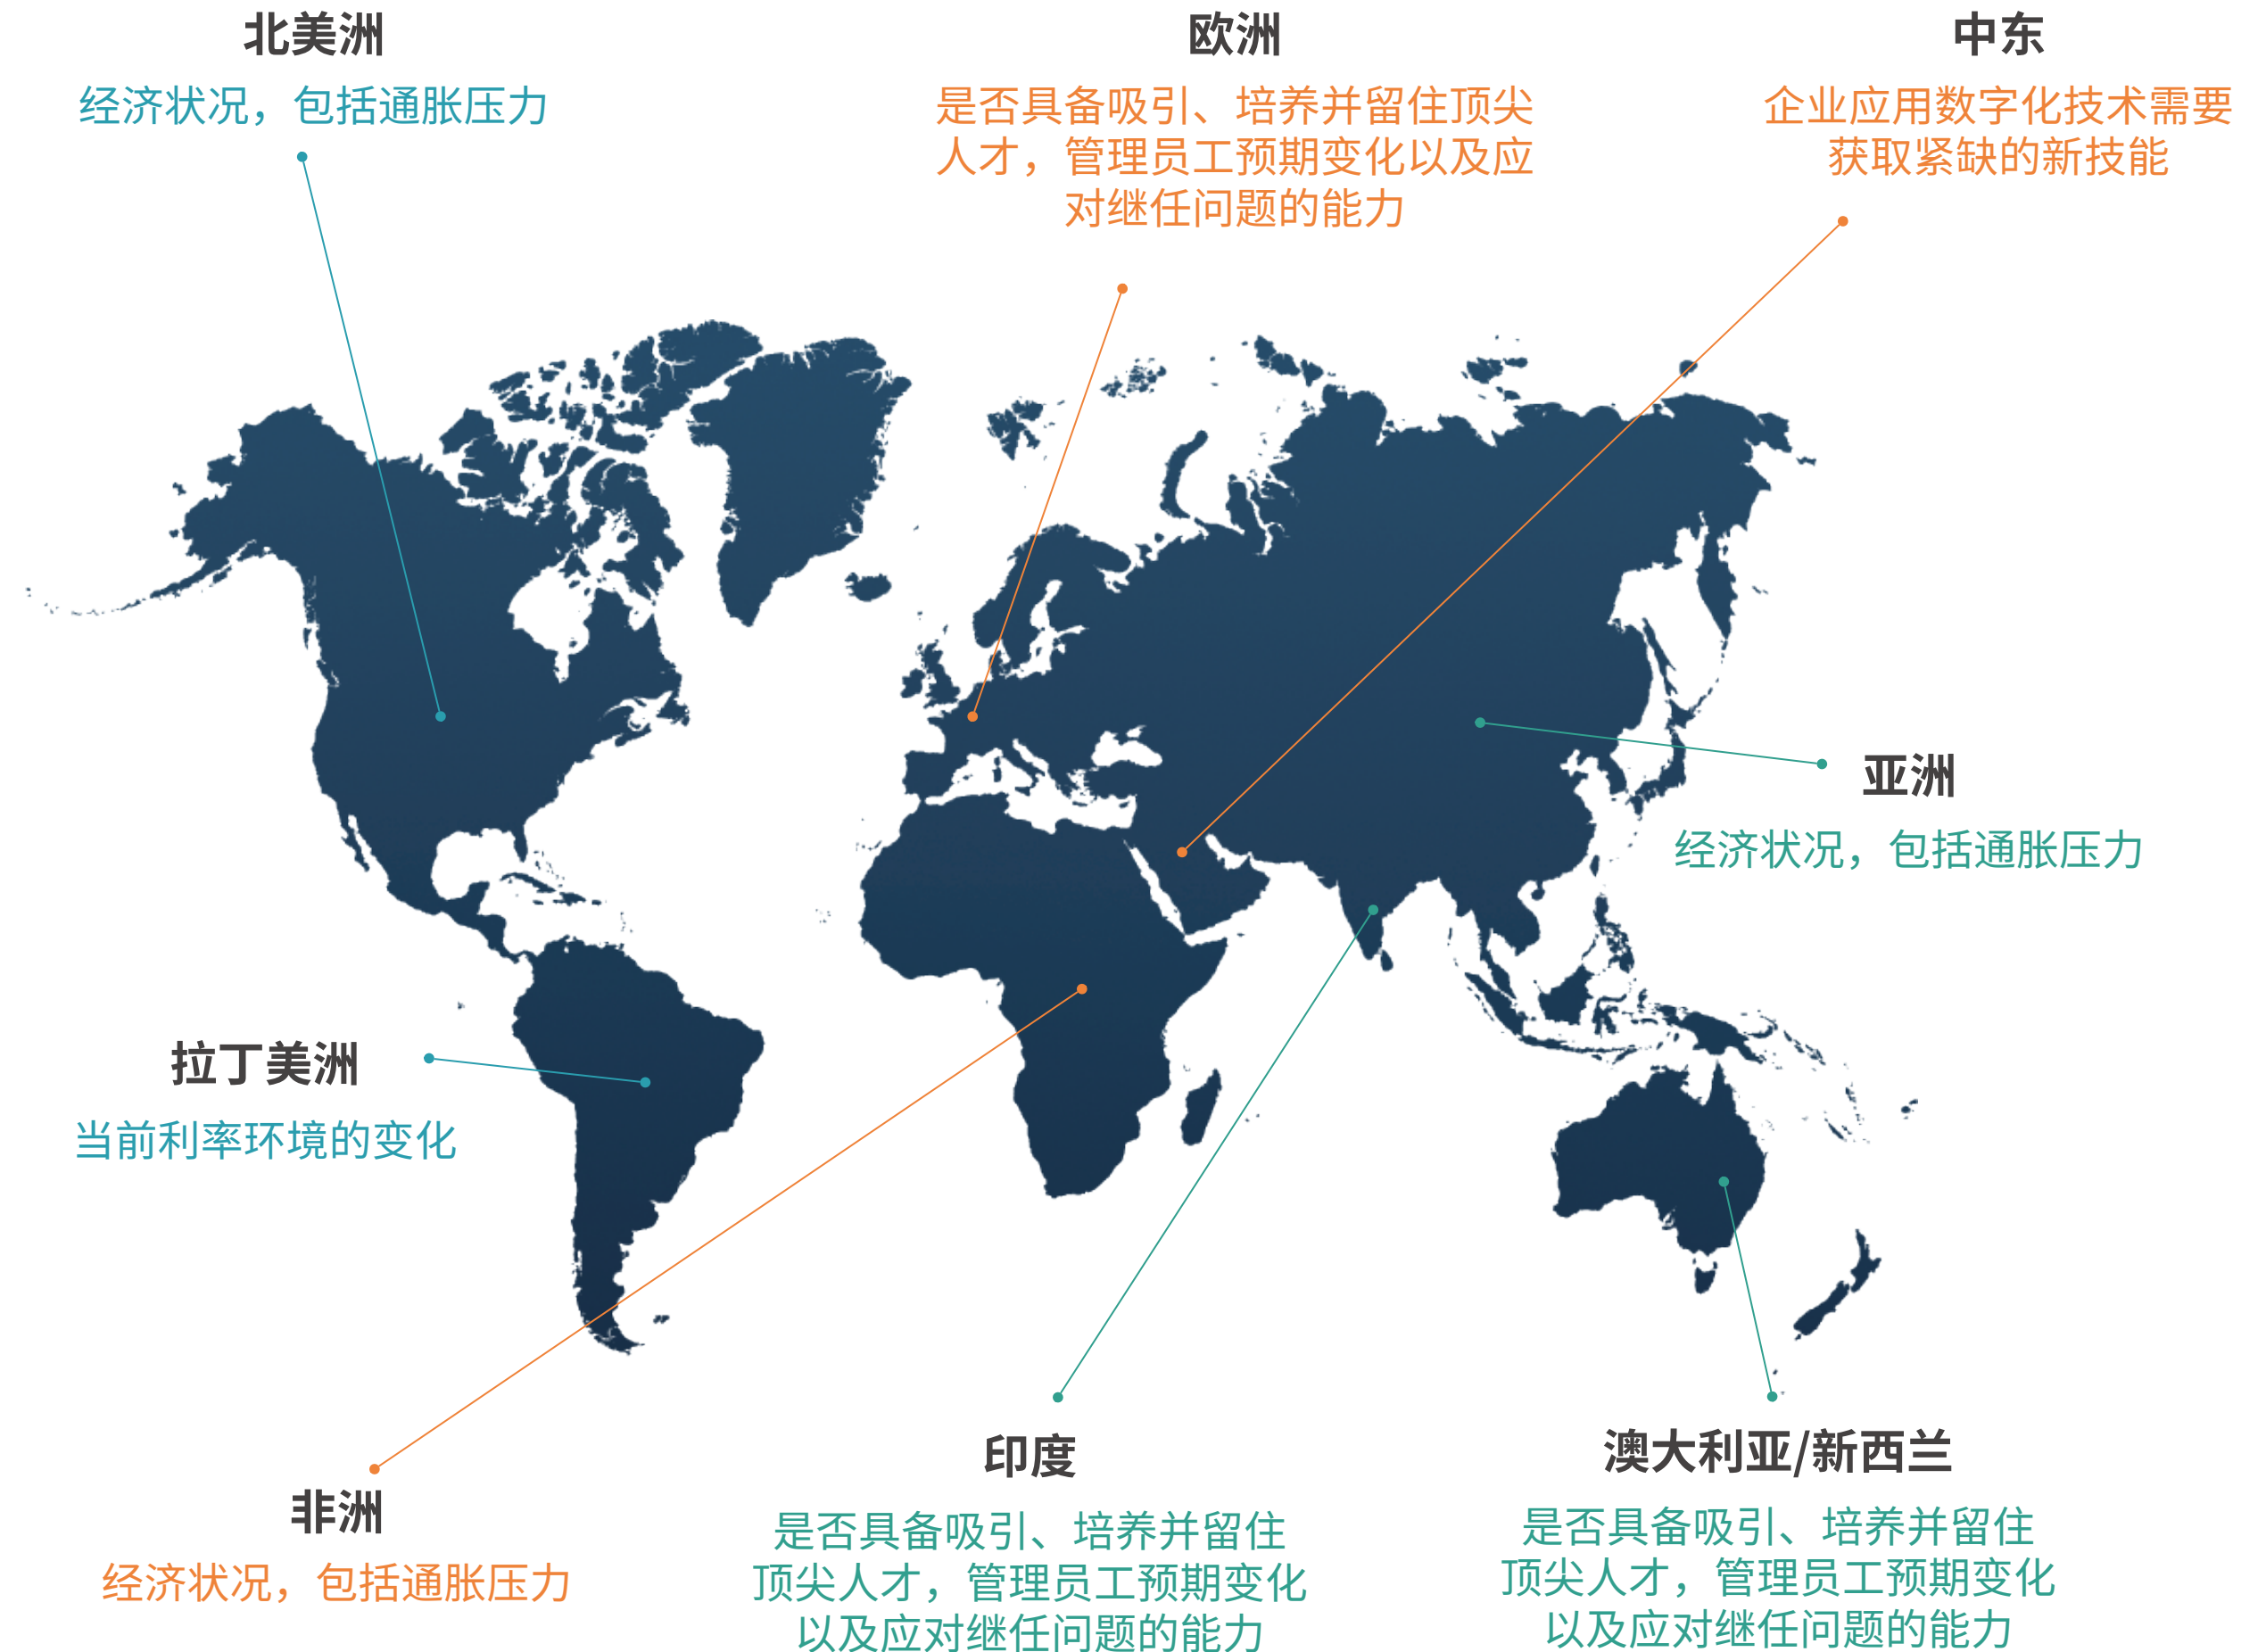 北美洲
经济状况，包括通胀压力
欧洲
是否具备吸引、培养并留住顶尖
人才，管理员工预期变化以及应
对继任问题的能力
中东
企业应用数字化技术需要
获取紧缺的新技能
亚洲
经济状况，包括通胀压力
拉丁美洲
当前利率环境的变化
非洲
经济状况，包括通胀压力
印度
是否具备吸引、培养并留住
顶尖人才，管理员工预期变化
以及应对继任问题的能力
澳大利亚/新西兰
是否具备吸引、培养并留住
顶尖人才，管理员工预期变化
以及应对继任问题的能力